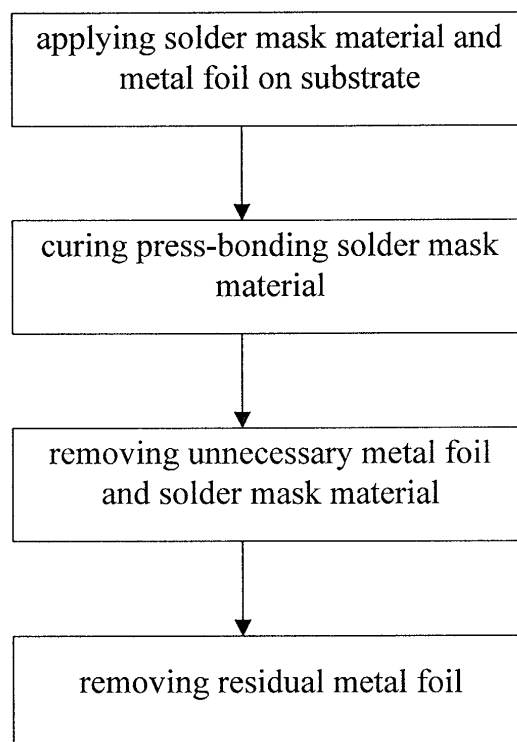 applying solder mask material and
metal foil on substrate
curing press-bonding solder mask
material
removing unnecessary metal foil
and solder mask material
removing residual metal foil